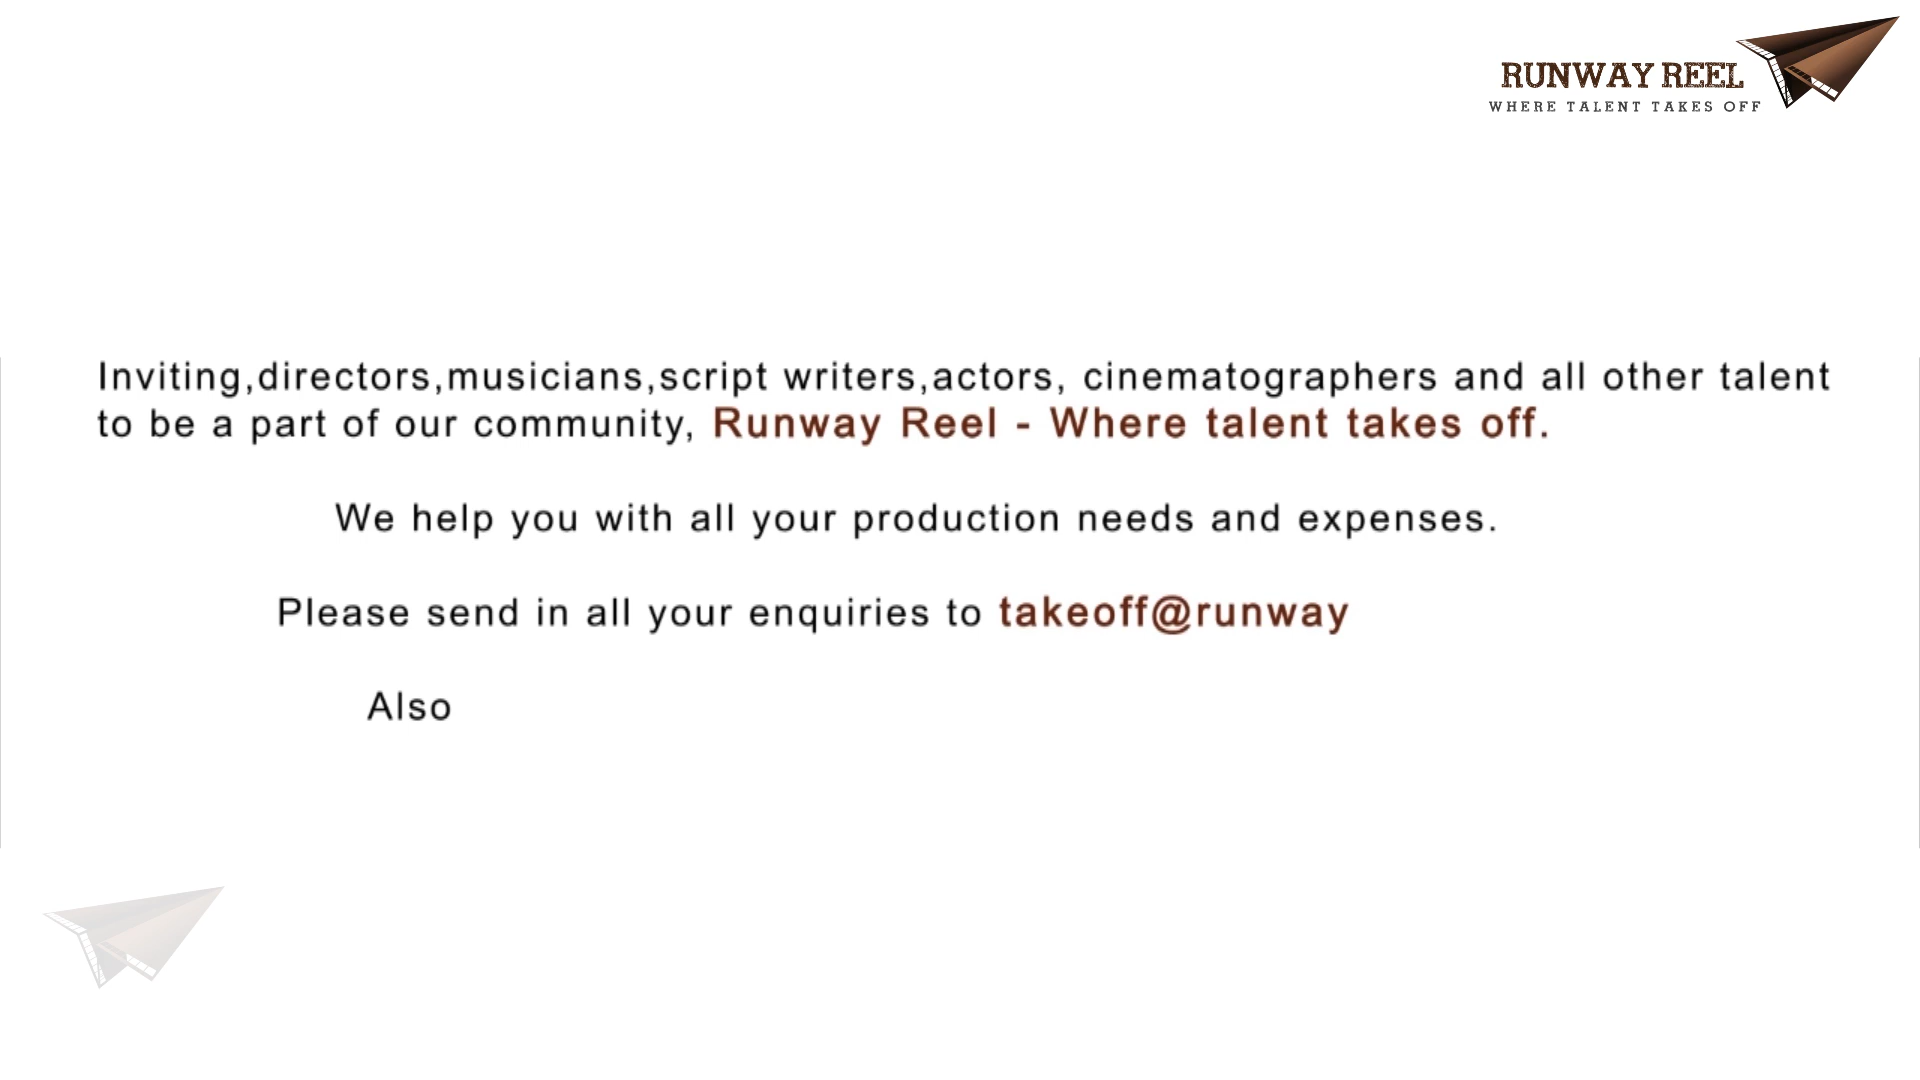 RUNWAY REEL
WHERE TALENT TAKES OFF
Inviting,directors,musicians,script writers,actors, cinematographers and all other talent
to be a part of our community, Runway Reel - Where talent takes off.
We help you with all your production needs and expenses.
Please send in all your enquiries to takeoff@runway
Also